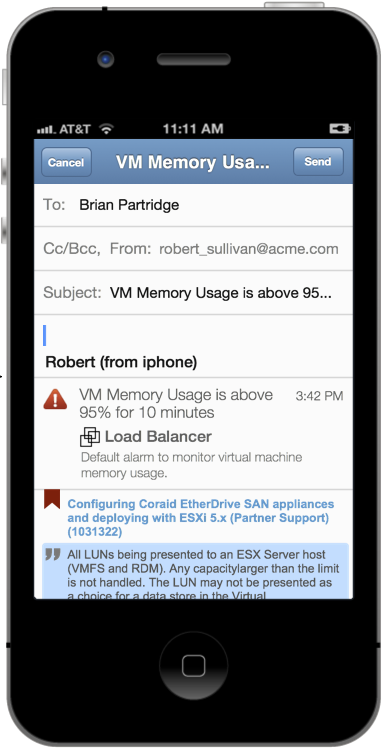 AT&T 11:11 AM
Cancel VM Memory Usa... Send
To: Brian Partridge
Cc/Bcc, From: robert_sullivan@acme.com
Subject: VM Memory Usage is above 95...
Robert (from iphone)
VM Memory Usage is above 3:42 PM
95% for 10 minutes
Load Balancer
Default alarm to monitor virtual machine
memory usage.
Configuring Coraid EtherDrive SAN appliances
and deploying with ESXi 5.x (Partner Support)
(1031322)
All LUNs being presented to an ESX Server host
(VMFS and RDM). Any capacitylarger than the limit
is not handled. The LUN may not be presented as
a choice for a data store in the Virtual